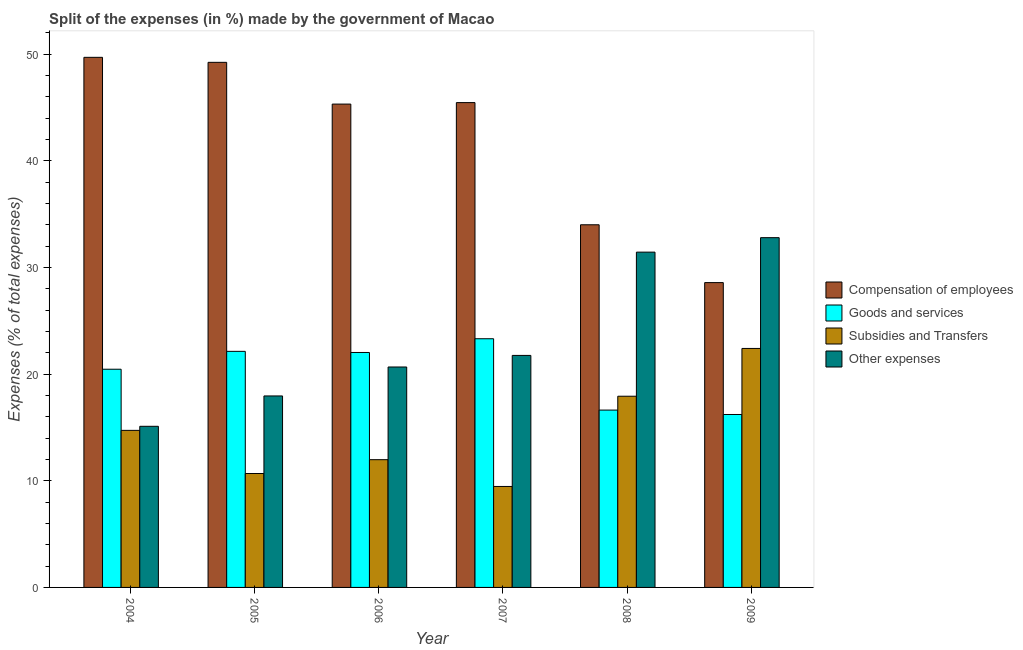 Split of the expenses (in %) made by the government of Macao
Expenses (% of total expenses)
50
40
30
20
10
0
2004
2005
2006
2007
2008
2009
Year
Compensation of employees
Goods and services
Subsidies and Transfers
Other expenses